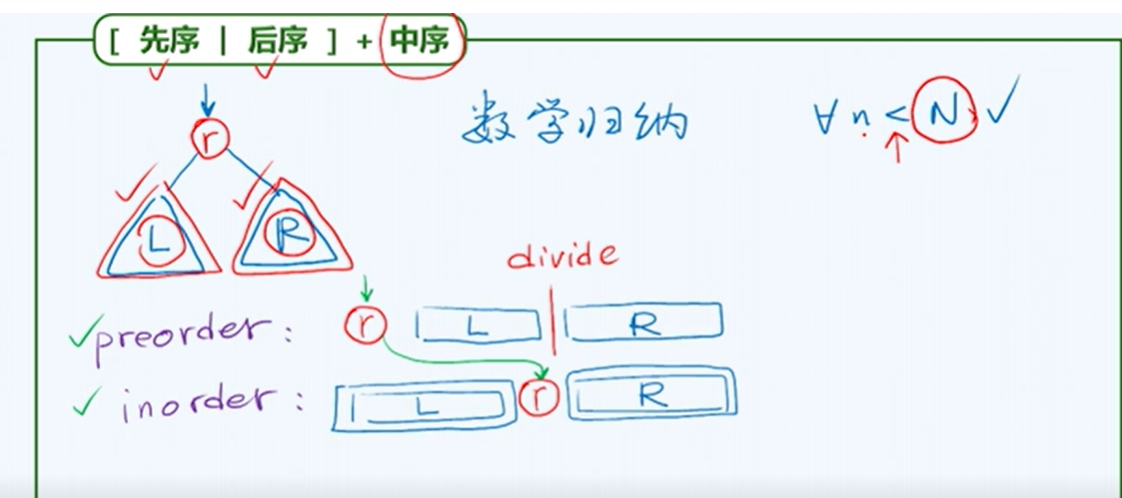 [ 先序 | 后序 ] + 中序
r
数学归纳
∀ n < N
L R
divide
preorder: r L R
inorder: L r R